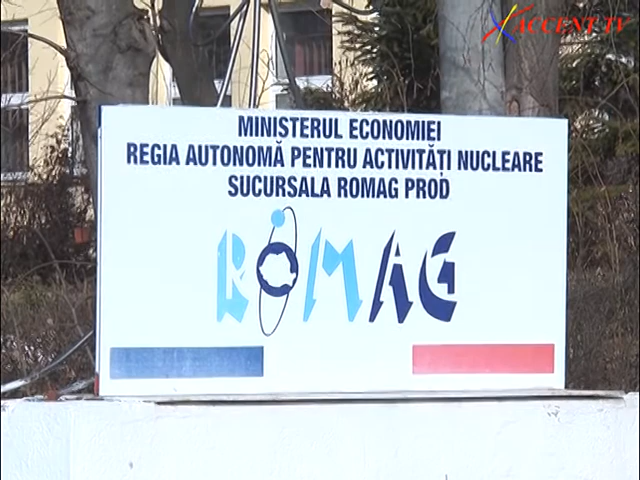 ACCENT TV
MINISTERUL ECONOMIEI
REGIA AUTONOMĂ PENTRU ACTIVITĂȚI NUCLEARE
SUCURSALA ROMAG PROD
ROMAG